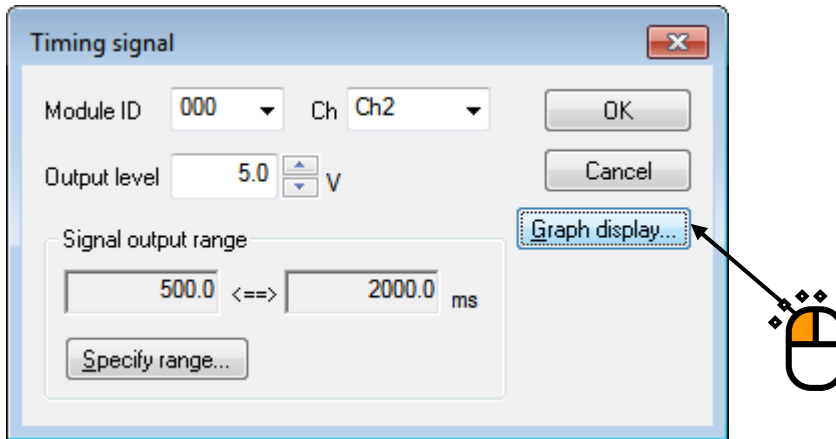 Timing signal
Module ID 000 Ch Ch2 OK
Output level 5.0 V Cancel
Graph display...
Signal output range
500.0 <==> 2000.0 ms
Specify range...